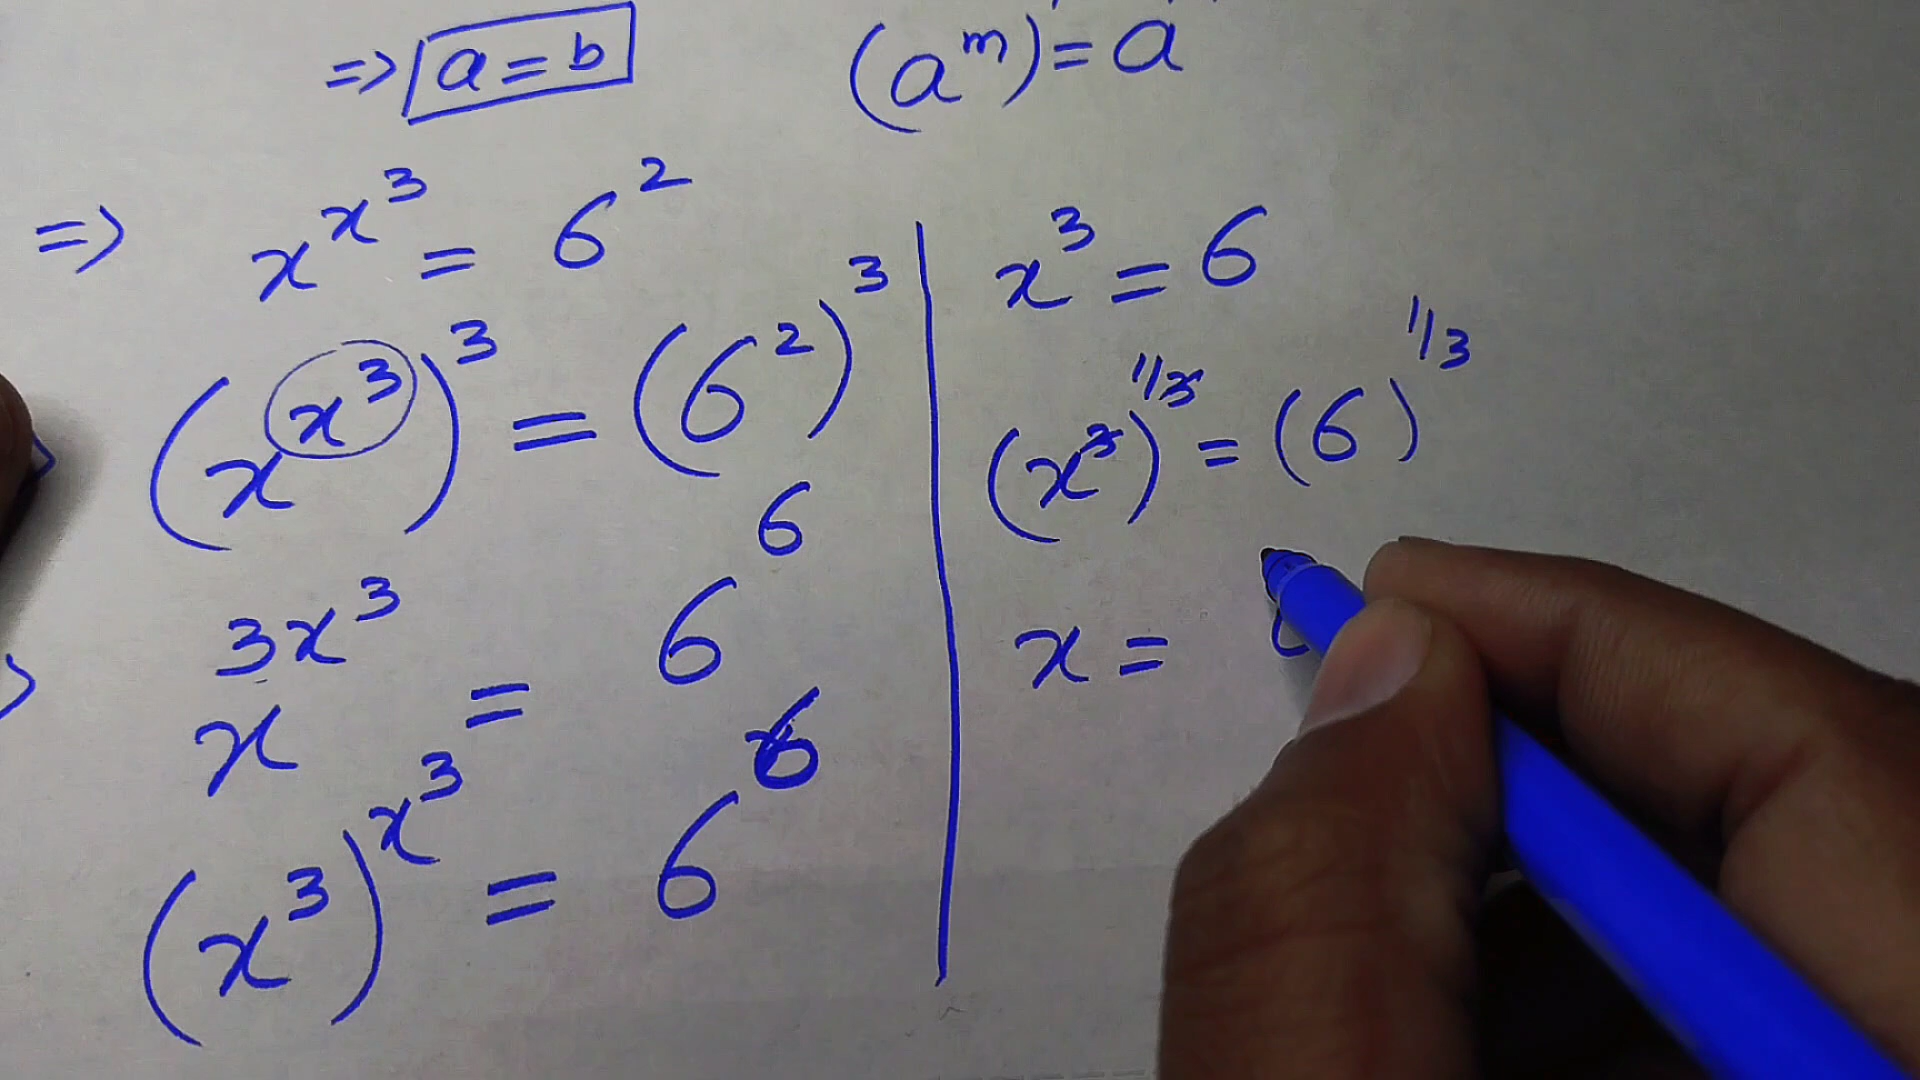 ⇒ a = b
(a^m) = a
⇒ x^x^3 = 6^2
(x^x^3)^3 = (6^2)^3
x^3x^3 = 6^6
(x^3)^x^3 = 6^6
x^3 = 6
(x^3)^1/3 = (6)^1/3
x =